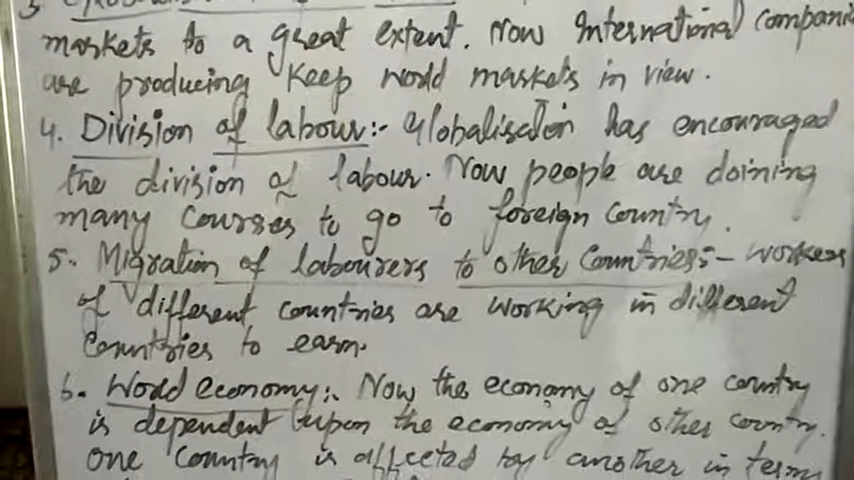 3
markets to a great extent. Now International compani
are producing keep world markets in view.
4. Division of labour:- Globalisation has encouraged
the division of labour. Now people are doining
many courses to go to foreign country.
5. Migration of labourers to other countries:- workers
of different countries are working in different
countries to earn.
6. World economy:. Now the economy of one country
is dependent upon the economy of other country.
one country is affected by another in terms